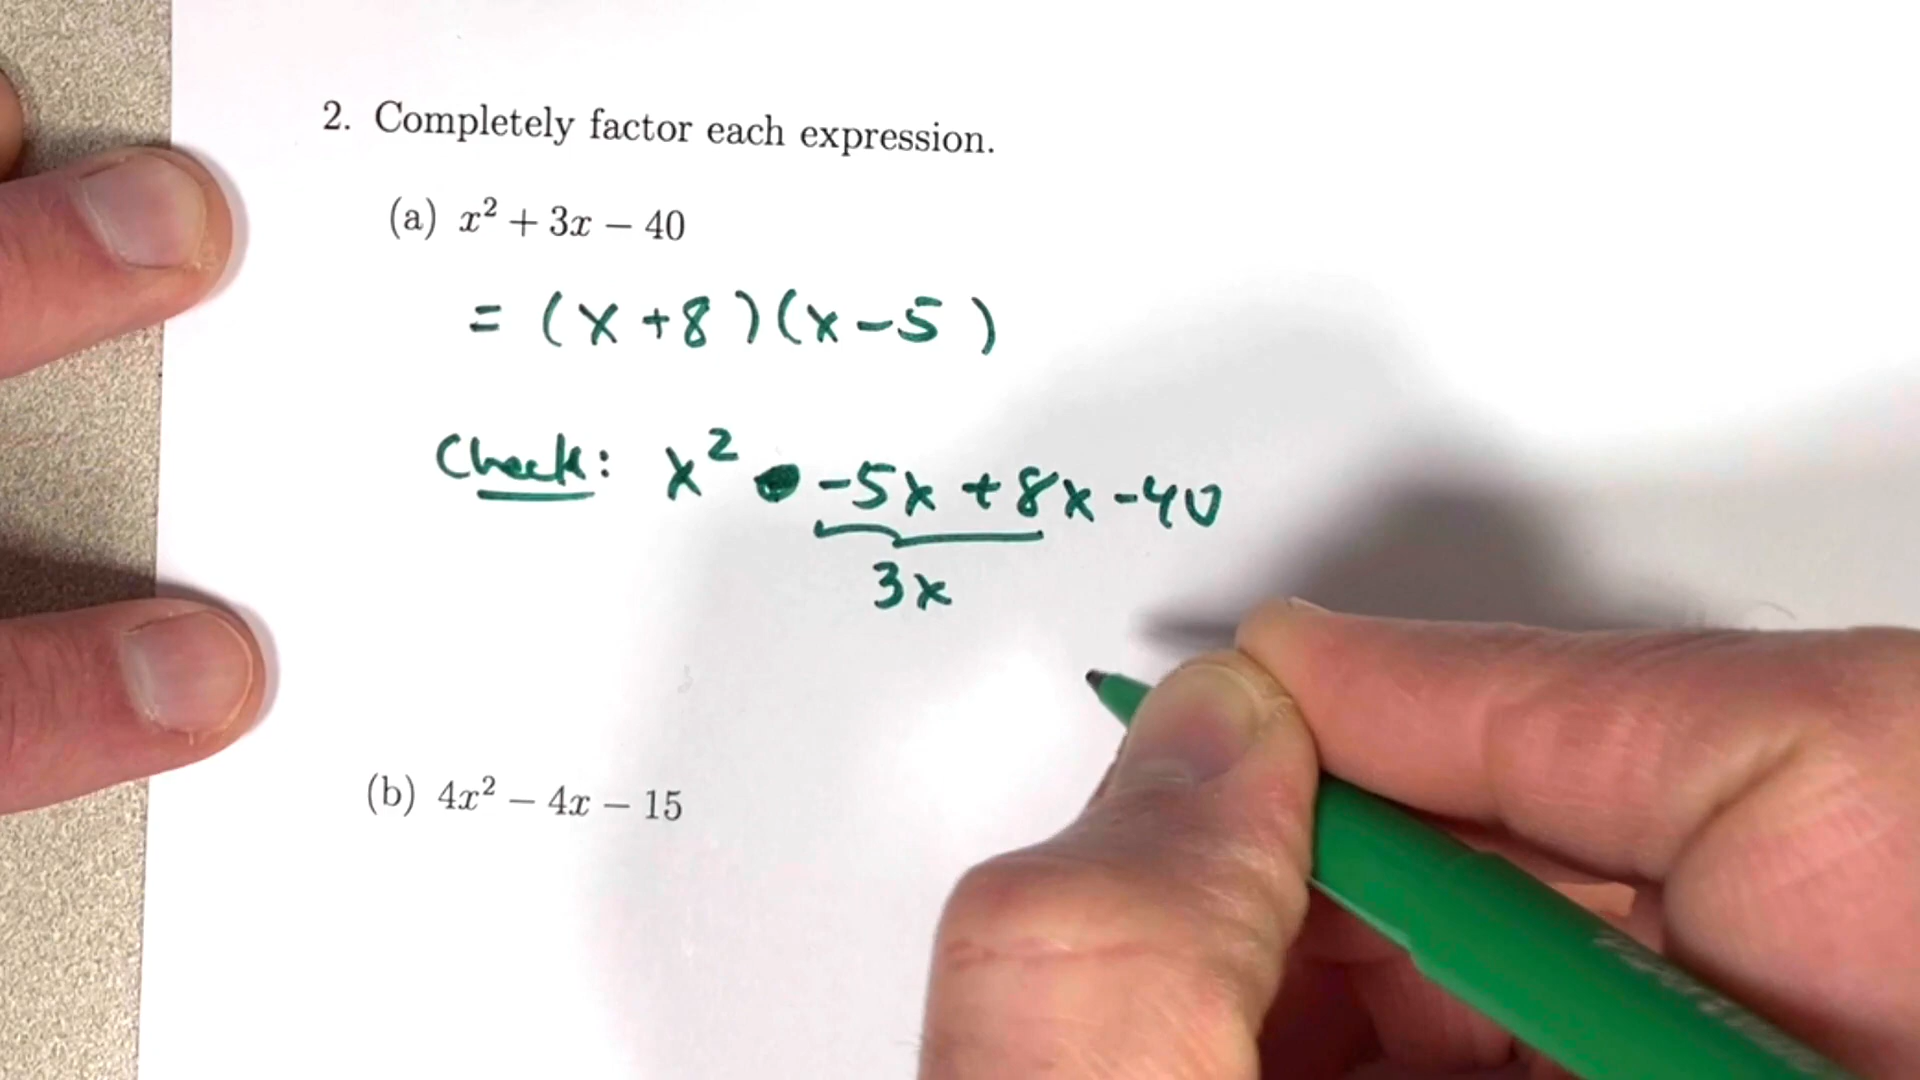 2. Completely factor each expression.
(a) x² + 3x − 40
= (x+8)(x−5)
Check: x² -5x +8x -40
3x
(b) 4x² − 4x − 15